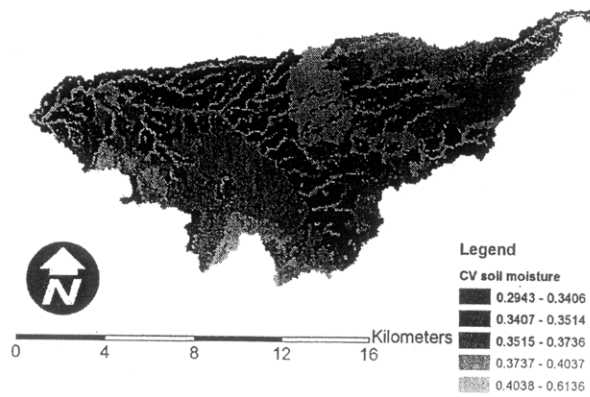 Legend
CV soil moisture
0.2943 - 0.3406
0.3407 - 0.3514
0.3515 - 0.3736
0.3737 - 0.4037
0.4038 - 0.6136
N
Kilometers
0 4 8 12 16